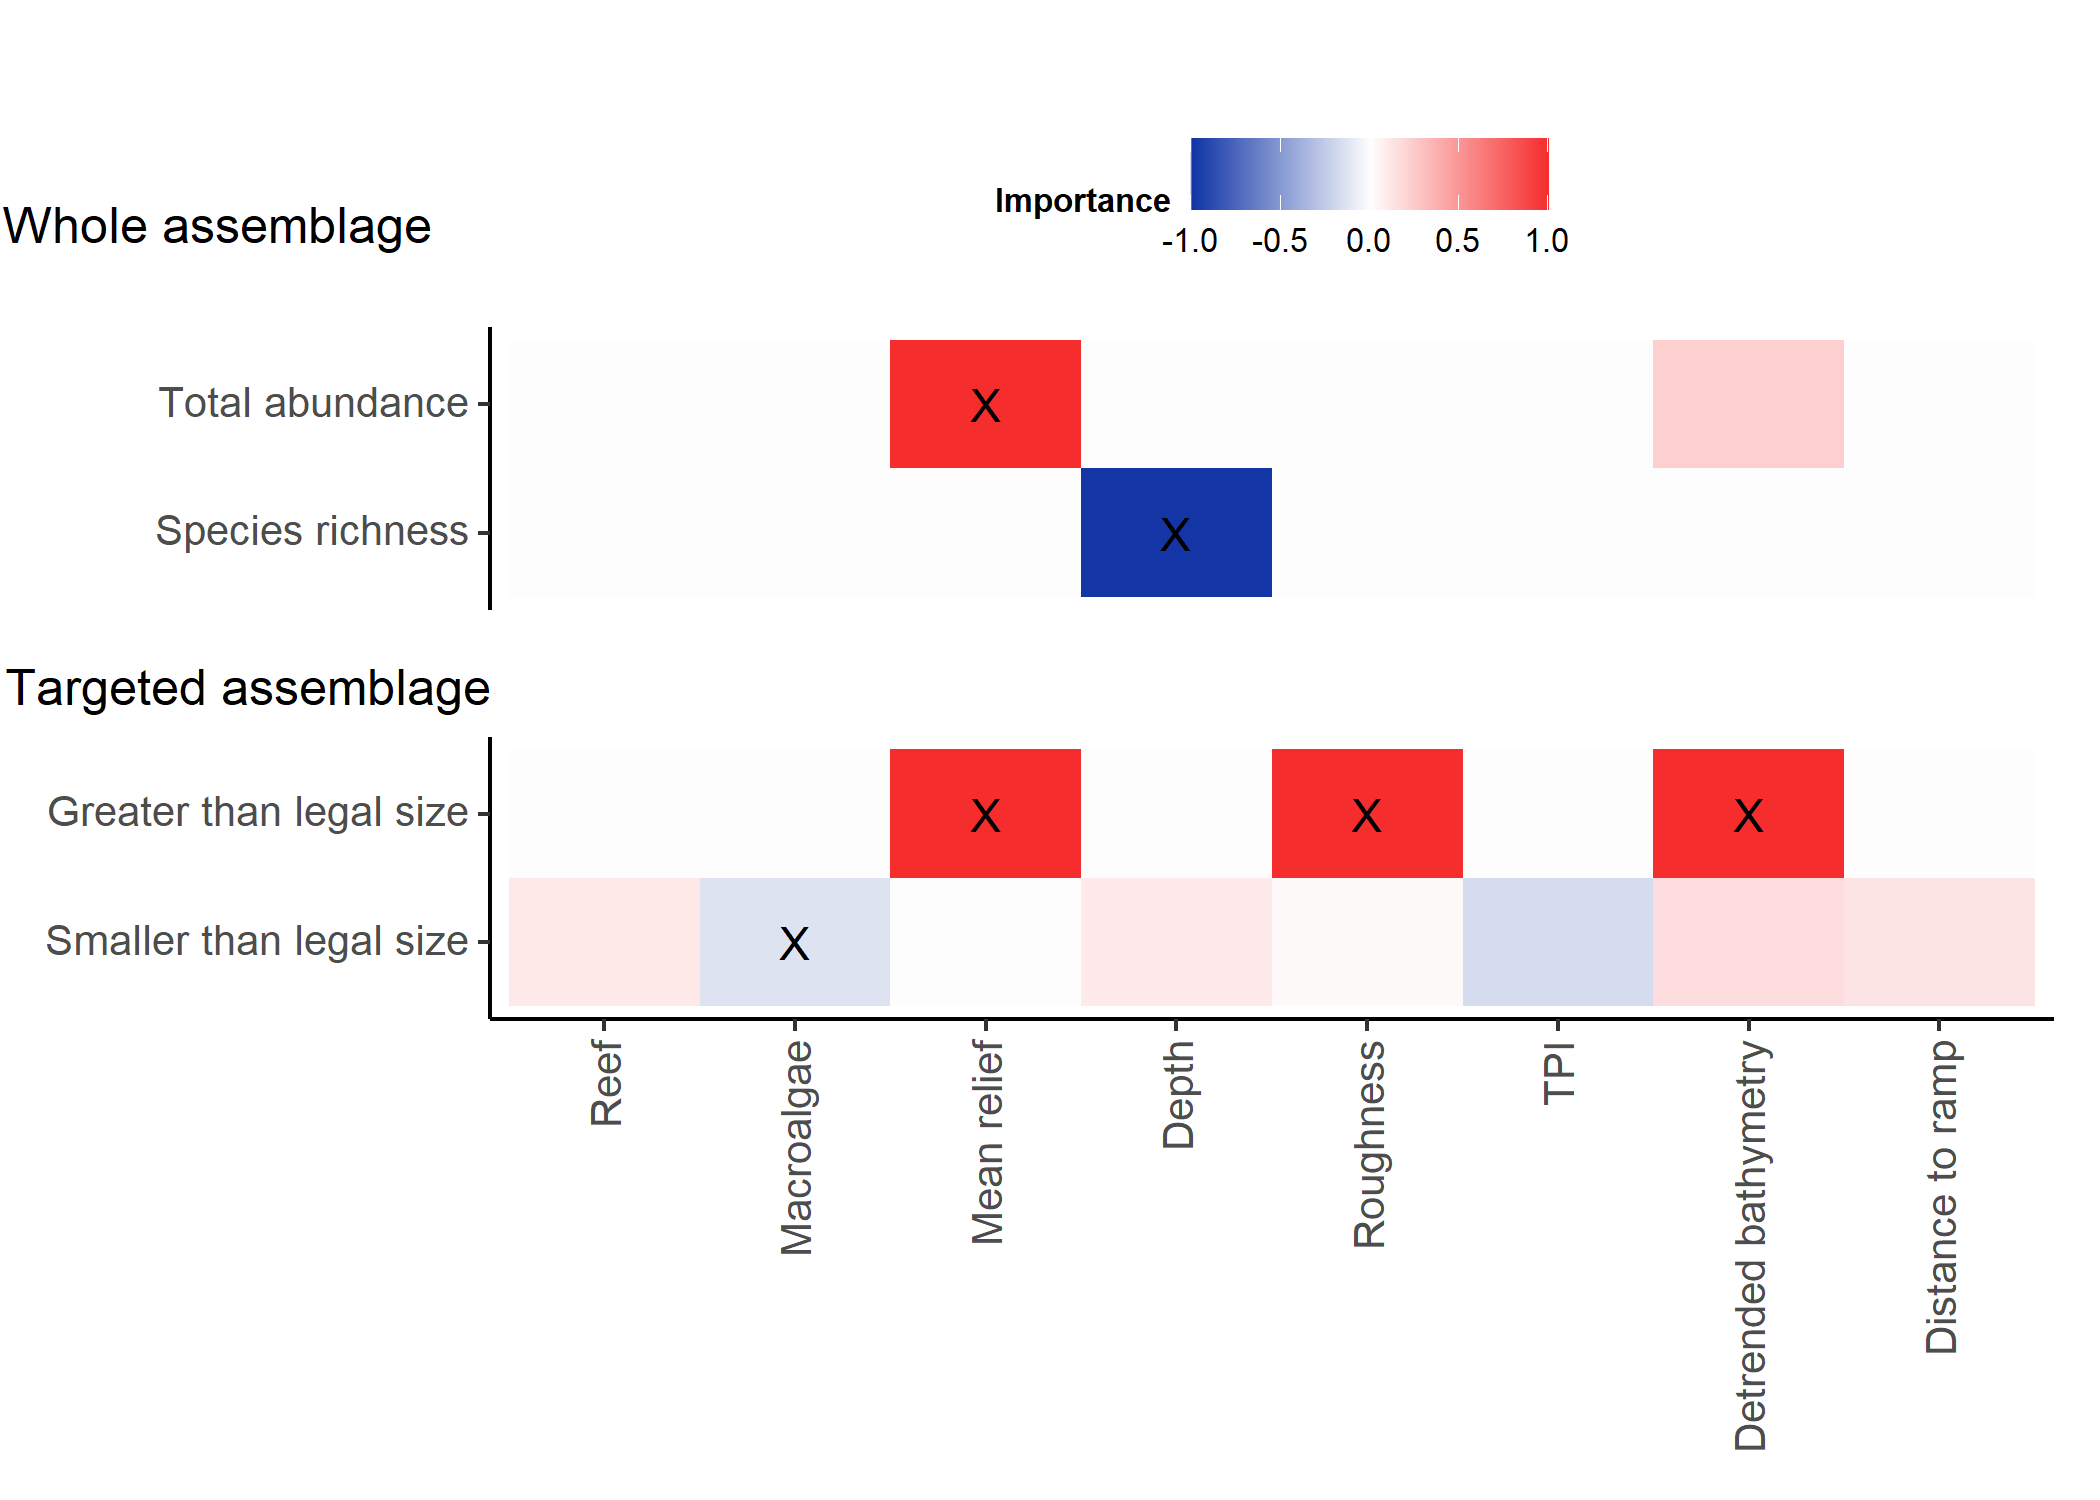 Importance
-1.0 -0.5 0.0 0.5 1.0
Whole assemblage
Total abundance
X
Species richness
X
Targeted assemblage
Greater than legal size
X X X
Smaller than legal size
X
Reef
Macroalgae
Mean relief
Depth
Roughness
TPI
Detrended bathymetry
Distance to ramp